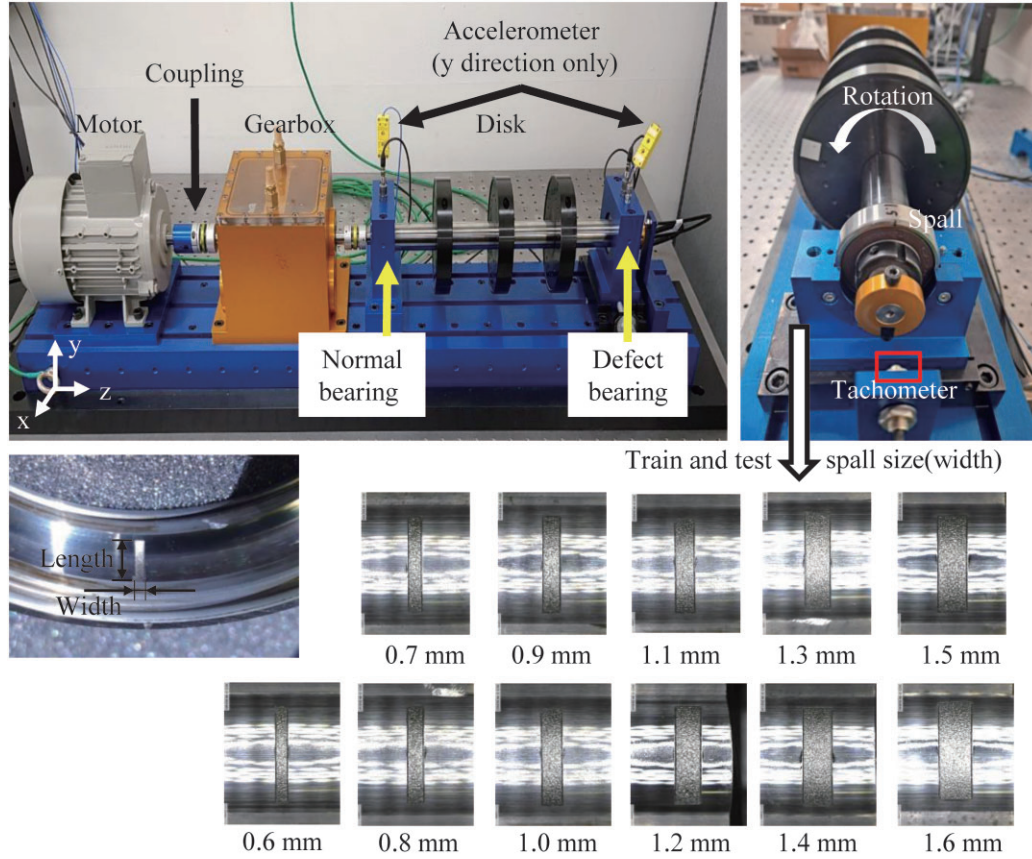 Accelerometer
(y direction only)
Coupling
Motor
Gearbox
Disk
Rotation
Spall
Normal
bearing
Defect
bearing
y
z
x
Tachometer
Train and test
spall size(width)
Length
Width
0.7 mm
0.9 mm
1.1 mm
1.3 mm
1.5 mm
0.6 mm
0.8 mm
1.0 mm
1.2 mm
1.4 mm
1.6 mm